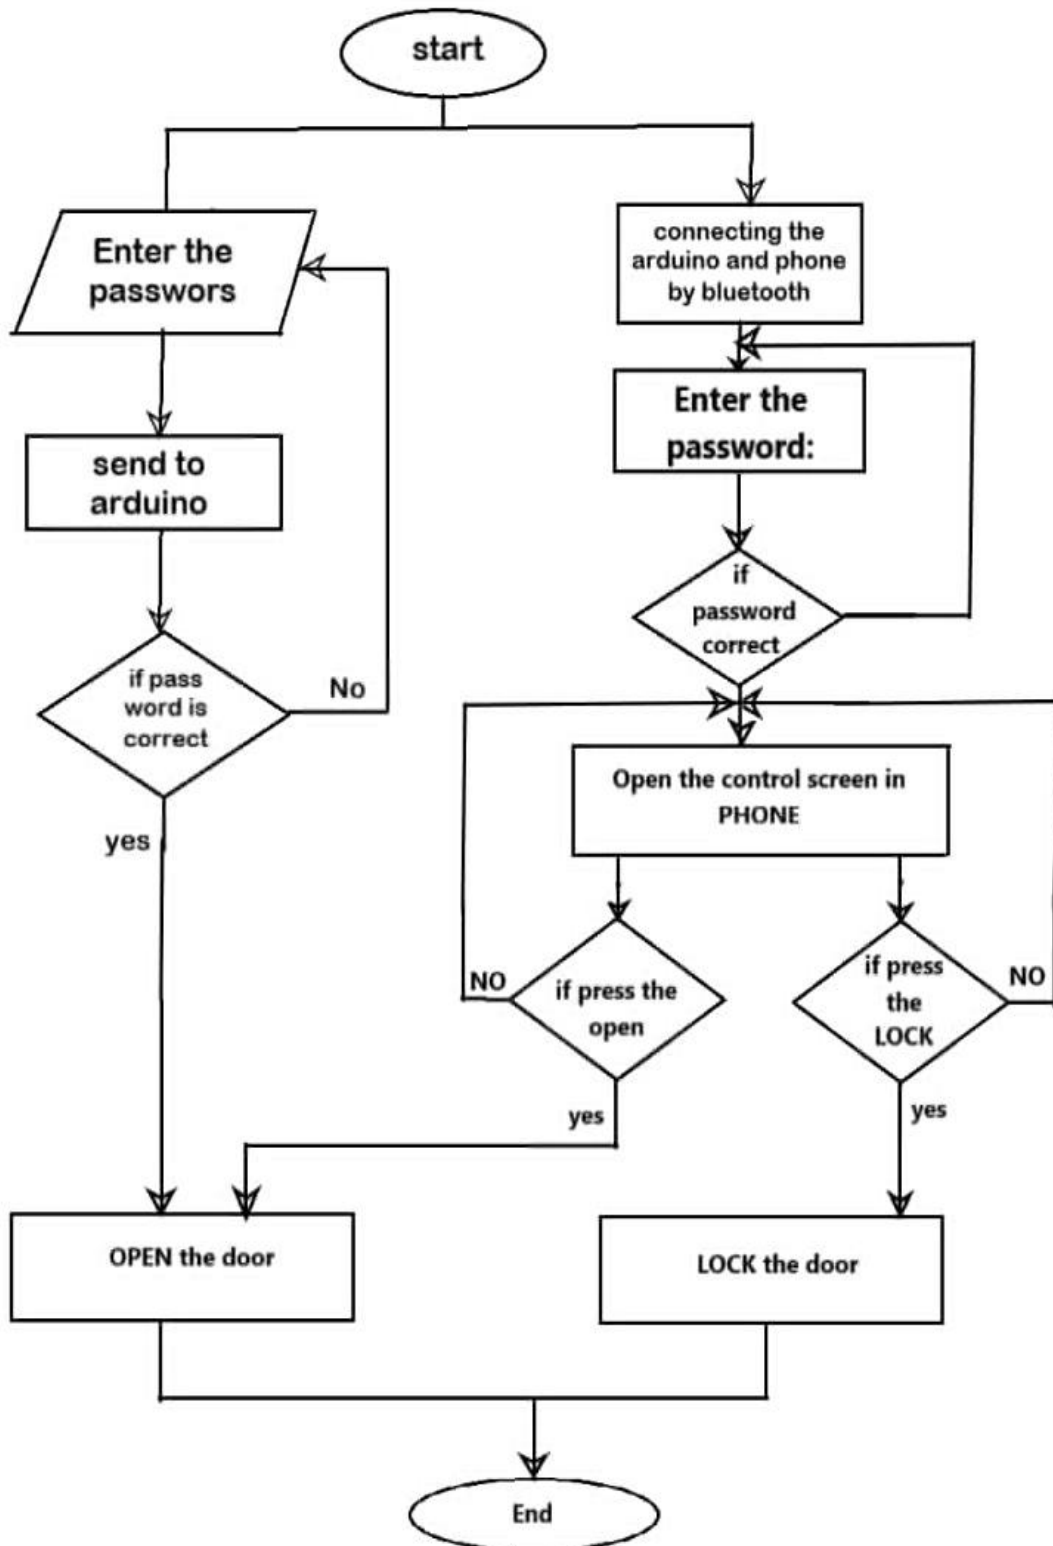 start
Enter the
passwors
send to
arduino
if pass
word is
correct
No
yes
connecting the
arduino and phone
by bluetooth
Enter the
password:
if
password
correct
Open the control screen in
PHONE
NO
if press the
open
yes
if press
the
LOCK
NO
yes
OPEN the door
LOCK the door
End